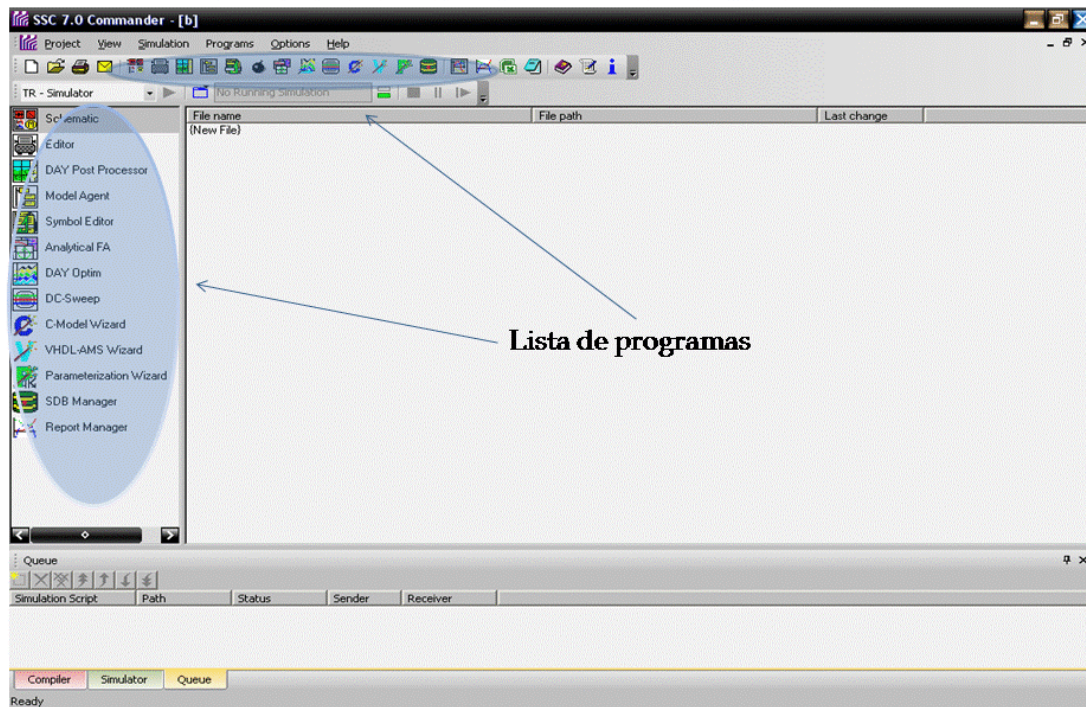 SSC 7.0 Commander - [b]
Project View Simulation Programs Options Help
TR - Simulator No Running Simulation
Schematic
Editor
DAY Post Processor
Model Agent
Symbol Editor
Analytical FA
DAY Optim
DC-Sweep
C-Model Wizard
VHDL-AMS Wizard
Parameterization Wizard
SDB Manager
Report Manager
File name File path Last change
(New File)
Lista de programas
Queue
Simulation Script Path Status Sender Receiver
Compiler Simulator Queue
Ready